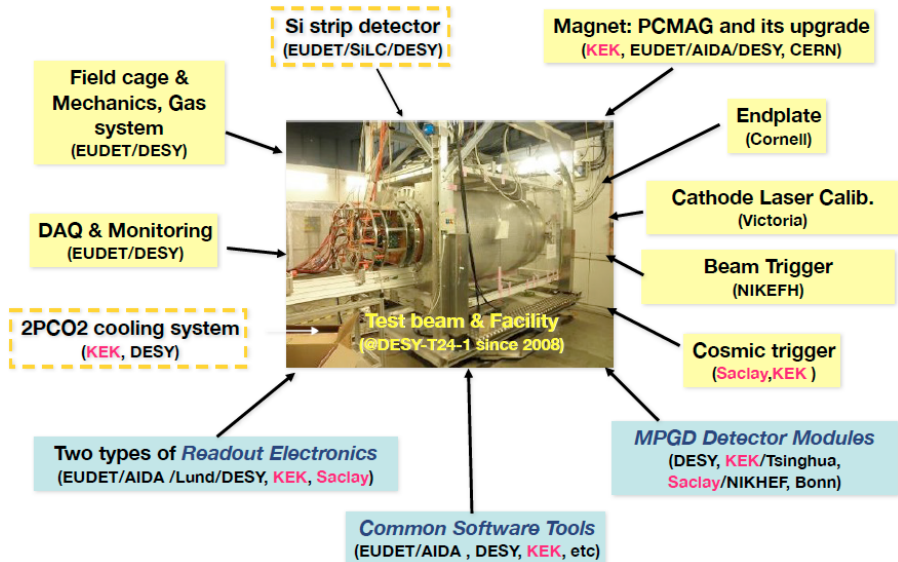 Si strip detector
(EUDET/SiLC/DESY)
Magnet: PCMAG and its upgrade
(KEK, EUDET/AIDA/DESY, CERN)
Field cage &
Mechanics, Gas
system
(EUDET/DESY)
Endplate
(Cornell)
Cathode Laser Calib.
(Victoria)
DAQ & Monitoring
(EUDET/DESY)
Beam Trigger
(NIKEFH)
2PCO2 cooling system
(KEK, DESY)
Test beam & Facility
(@DESY-T24-1 since 2008)
Cosmic trigger
(Saclay,KEK )
Two types of Readout Electronics
(EUDET/AIDA /Lund/DESY, KEK, Saclay)
MPGD Detector Modules
(DESY, KEK/Tsinghua,
Saclay/NIKHEF, Bonn)
Common Software Tools
(EUDET/AIDA , DESY, KEK, etc)